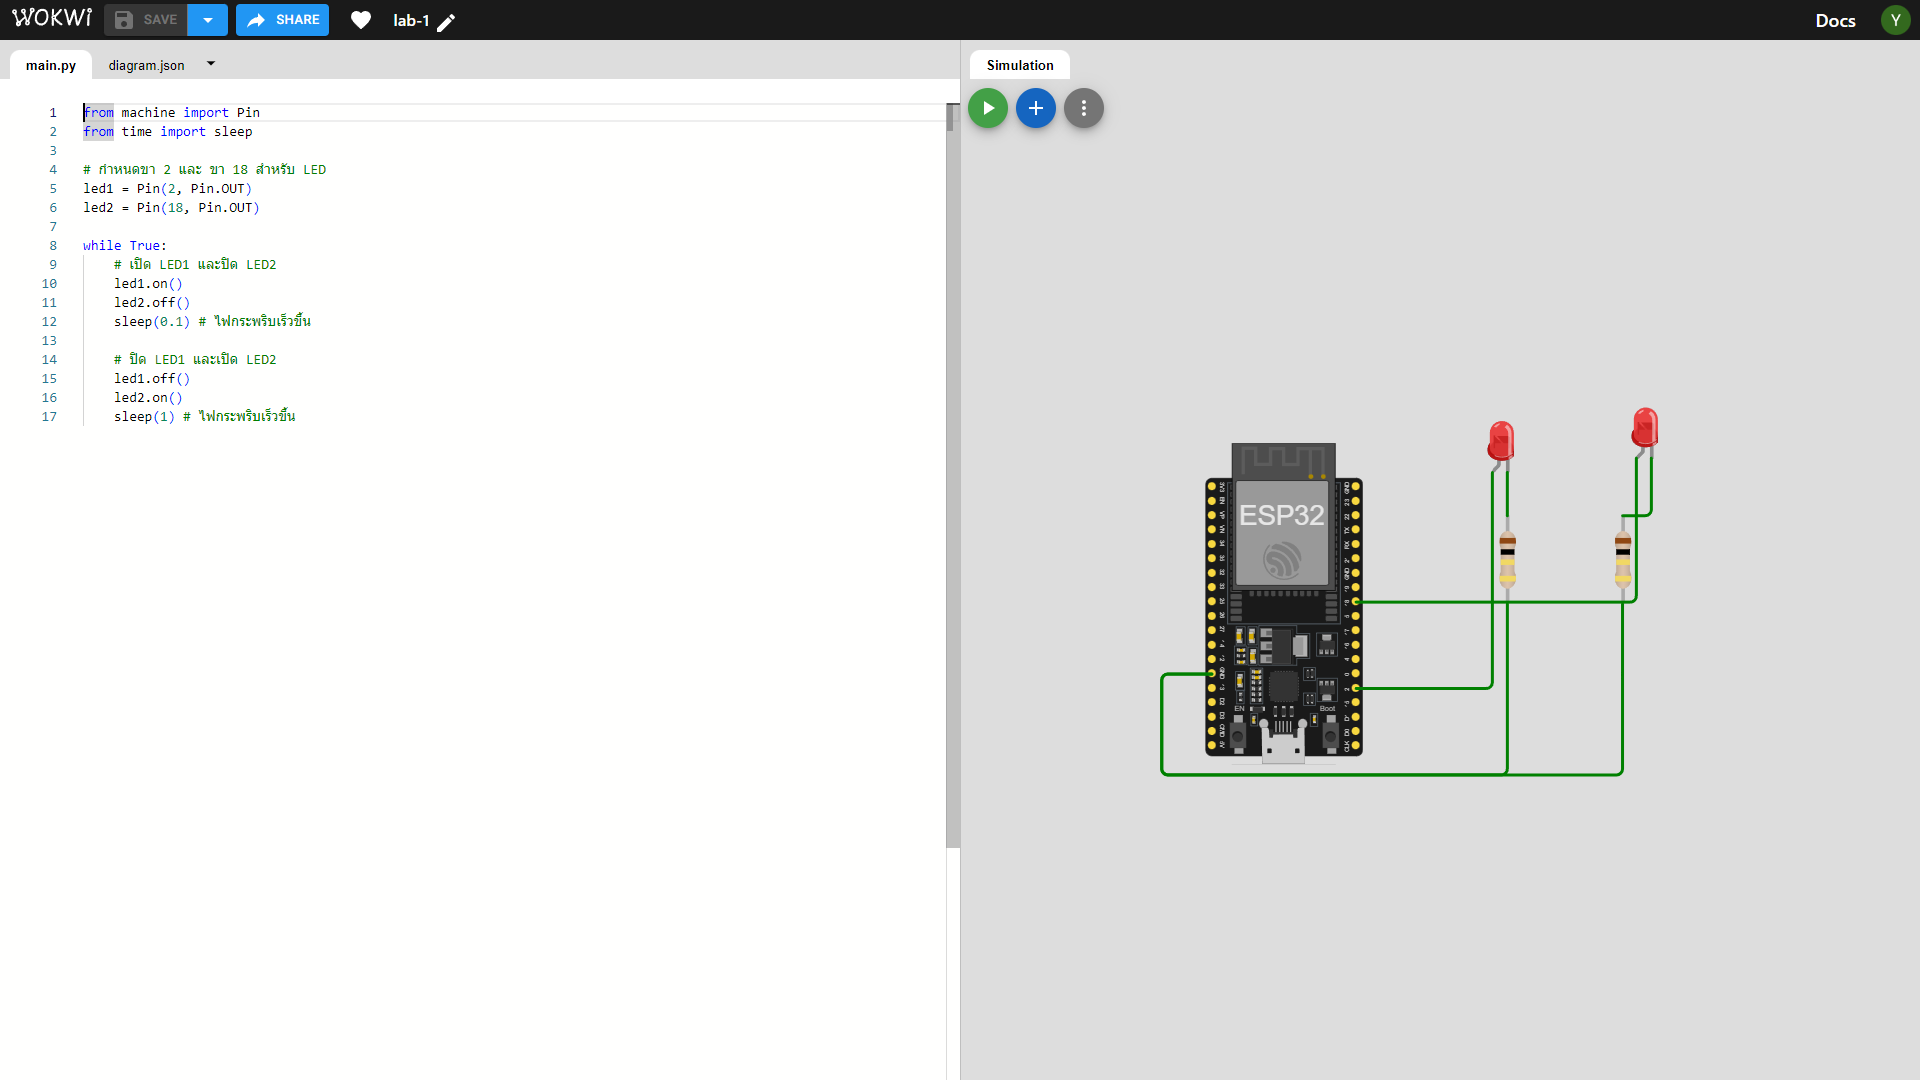 WOKWI SAVE SHARE lab-1 Docs Y
main.py diagram.json
1 from machine import Pin
2 from time import sleep
3
4 # กำหนดขา 2 และ ขา 18 สำหรับ LED
5 led1 = Pin(2, Pin.OUT)
6 led2 = Pin(18, Pin.OUT)
7
8 while True:
9 # เปิด LED1 และปิด LED2
10 led1.on()
11 led2.off()
12 sleep(0.1) # ไฟกระพริบเร็วขึ้น
13
14 # ปิด LED1 และเปิด LED2
15 led1.off()
16 led2.on()
17 sleep(1) # ไฟกระพริบเร็วขึ้น
Simulation
ESP32
EN
Boot